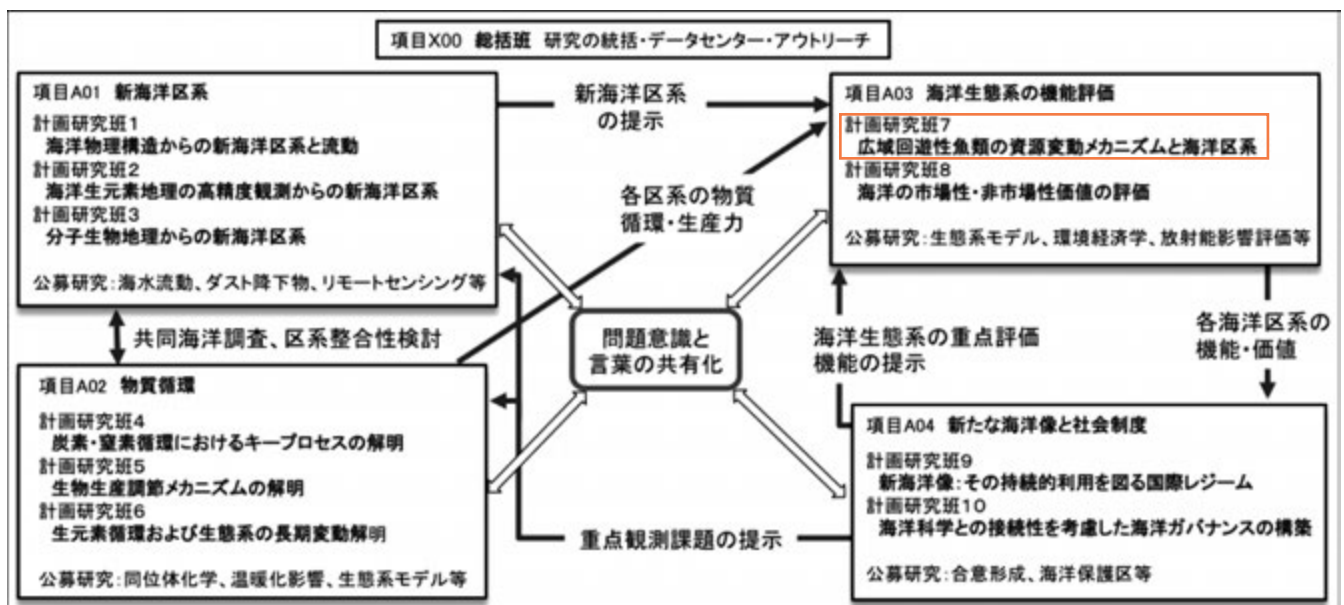 項目X00 総括班 研究の統括・データセンター・アウトリーチ
項目A01 新海洋区系
計画研究班1
海洋物理構造からの新海洋区系と流動
計画研究班2
海洋生元素地理の高精度観測からの新海洋区系
計画研究班3
分子生物地理からの新海洋区系
公募研究:海水流動、ダスト降下物、リモートセンシング等
新海洋区系
の提示
項目A03 海洋生態系の機能評価
計画研究班7
広域回遊性魚類の資源変動メカニズムと海洋区系
計画研究班8
海洋の市場性・非市場性価値の評価
公募研究:生態系モデル、環境経済学、放射能影響評価等
各区系の物質
循環・生産力
共同海洋調査、区系整合性検討
問題意識と
言葉の共有化
海洋生態系の重点評価
機能の提示
各海洋区系の
機能・価値
項目A02 物質循環
計画研究班4
炭素・窒素循環におけるキープロセスの解明
計画研究班5
生物生産調節メカニズムの解明
計画研究班6
生元素循環および生態系の長期変動解明
公募研究:同位体化学、温暖化影響、生態系モデル等
重点観測課題の提示
項目A04 新たな海洋像と社会制度
計画研究班9
新海洋像:その持続的利用を図る国際レジーム
計画研究班10
海洋科学との接続性を考慮した海洋ガバナンスの構築
公募研究:合意形成、海洋保護区等